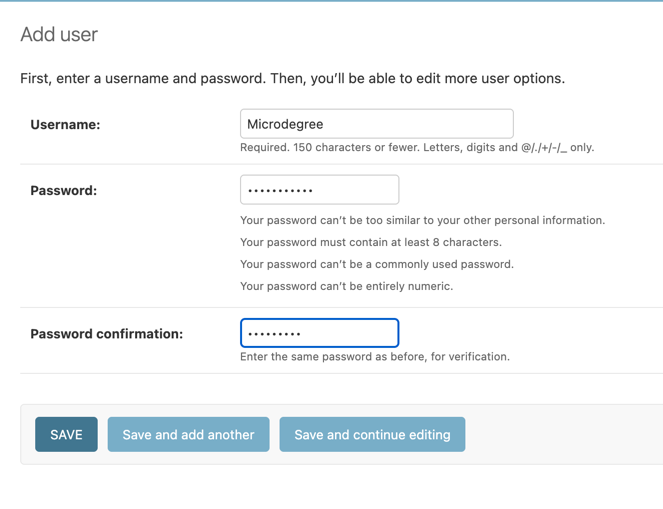 Add user
First, enter a username and password. Then, you’ll be able to edit more user options.
Username:
Microdegree
Required. 150 characters or fewer. Letters, digits and @/./+/-/_ only.
Password:
•••••••••••
Your password can’t be too similar to your other personal information.
Your password must contain at least 8 characters.
Your password can’t be a commonly used password.
Your password can’t be entirely numeric.
Password confirmation:
•••••••••
Enter the same password as before, for verification.
SAVE
Save and add another
Save and continue editing